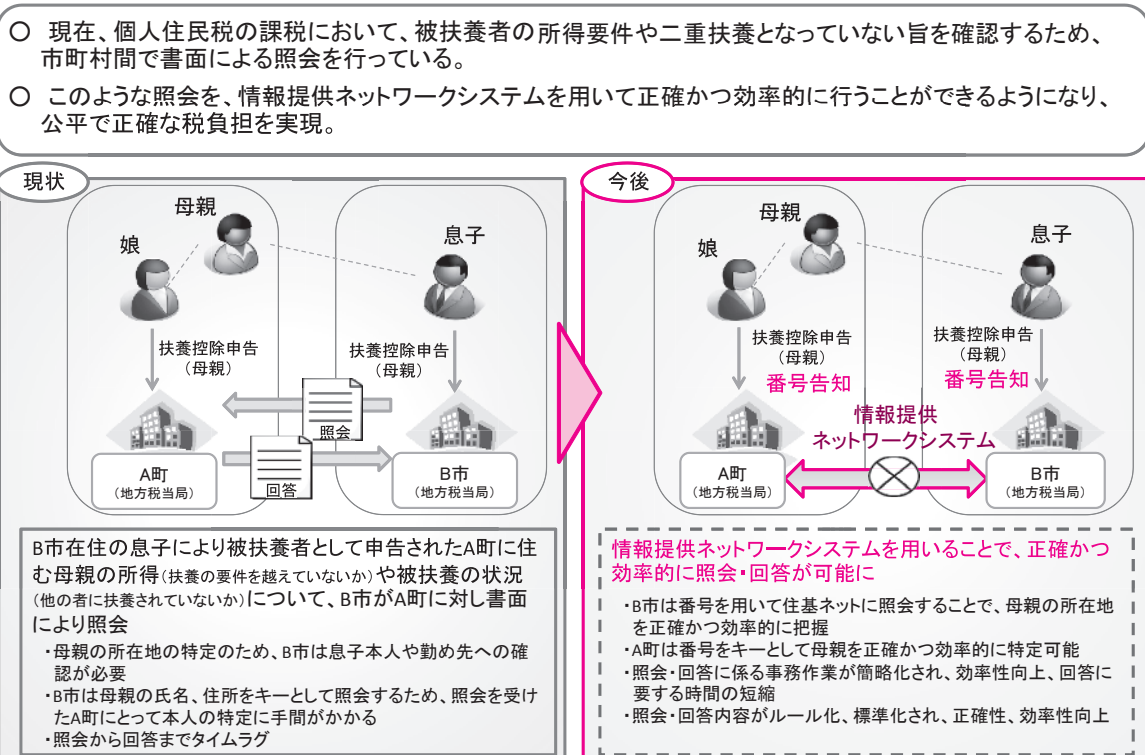 ○ 現在、個人住民税の課税において、被扶養者の所得要件や二重扶養となっていない旨を確認するため、
市町村間で書面による照会を行っている。
○ このような照会を、情報提供ネットワークシステムを用いて正確かつ効率的に行うことができるようになり、
公平で正確な税負担を実現。
現状
母親
娘
息子
扶養控除申告
（母親）
扶養控除申告
（母親）
照会
回答
A町
（地方税当局）
B市
（地方税当局）
B市在住の息子により被扶養者として申告されたA町に住
む母親の所得（扶養の要件を越えていないか）や被扶養の状況
（他の者に扶養されていないか）について、B市がA町に対し書面
により照会
・母親の所在地の特定のため、B市は息子本人や勤め先への確
認が必要
・B市は母親の氏名、住所をキーとして照会するため、照会を受け
たA町にとって本人の特定に手間がかかる
・照会から回答までタイムラグ
今後
母親
娘
息子
扶養控除申告
（母親）
番号告知
扶養控除申告
（母親）
番号告知
情報提供
ネットワークシステム
A町
（地方税当局）
B市
（地方税当局）
情報提供ネットワークシステムを用いることで、正確かつ
効率的に照会・回答が可能に
・B市は番号を用いて住基ネットに照会することで、母親の所在地
を正確かつ効率的に把握
・A町は番号をキーとして母親を正確かつ効率的に特定可能
・照会・回答に係る事務作業が簡略化され、効率性向上、回答に
要する時間の短縮
・照会・回答内容がルール化、標準化され、正確性、効率性向上